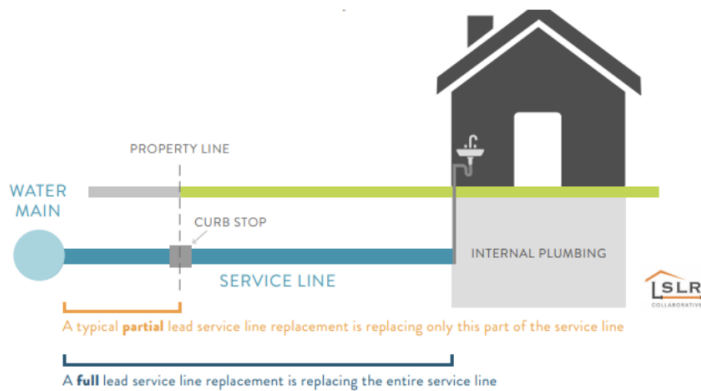 PROPERTY LINE
WATER
MAIN
CURB STOP
INTERNAL PLUMBING
SERVICE LINE
LSLR
COLLABORATIVE
A typical partial lead service line replacement is replacing only this part of the service line
A full lead service line replacement is replacing the entire service line